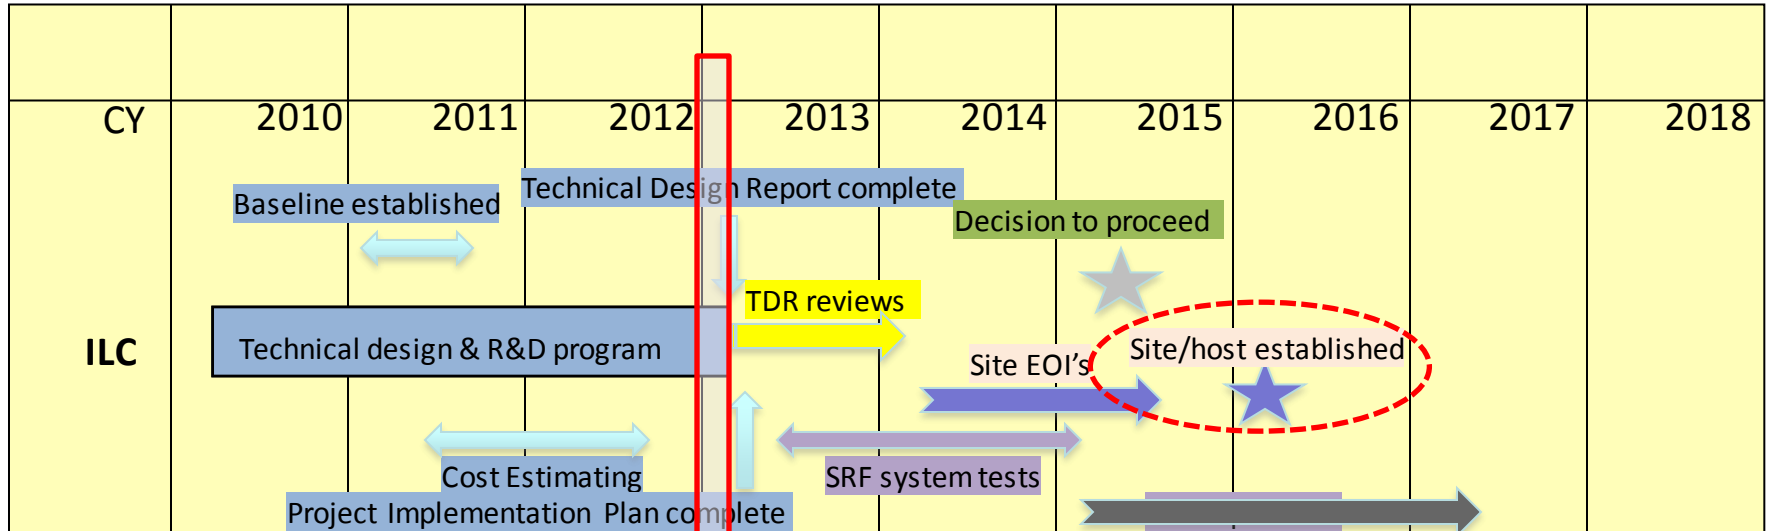 CY 2010 2011 2012 2013 2014 2015 2016 2017 2018
Technical Design Report complete
Baseline established
Decision to proceed
TDR reviews
ILC
Technical design & R&D program
Site EOI's
Site/host established
Cost Estimating
SRF system tests
Project Implementation Plan complete